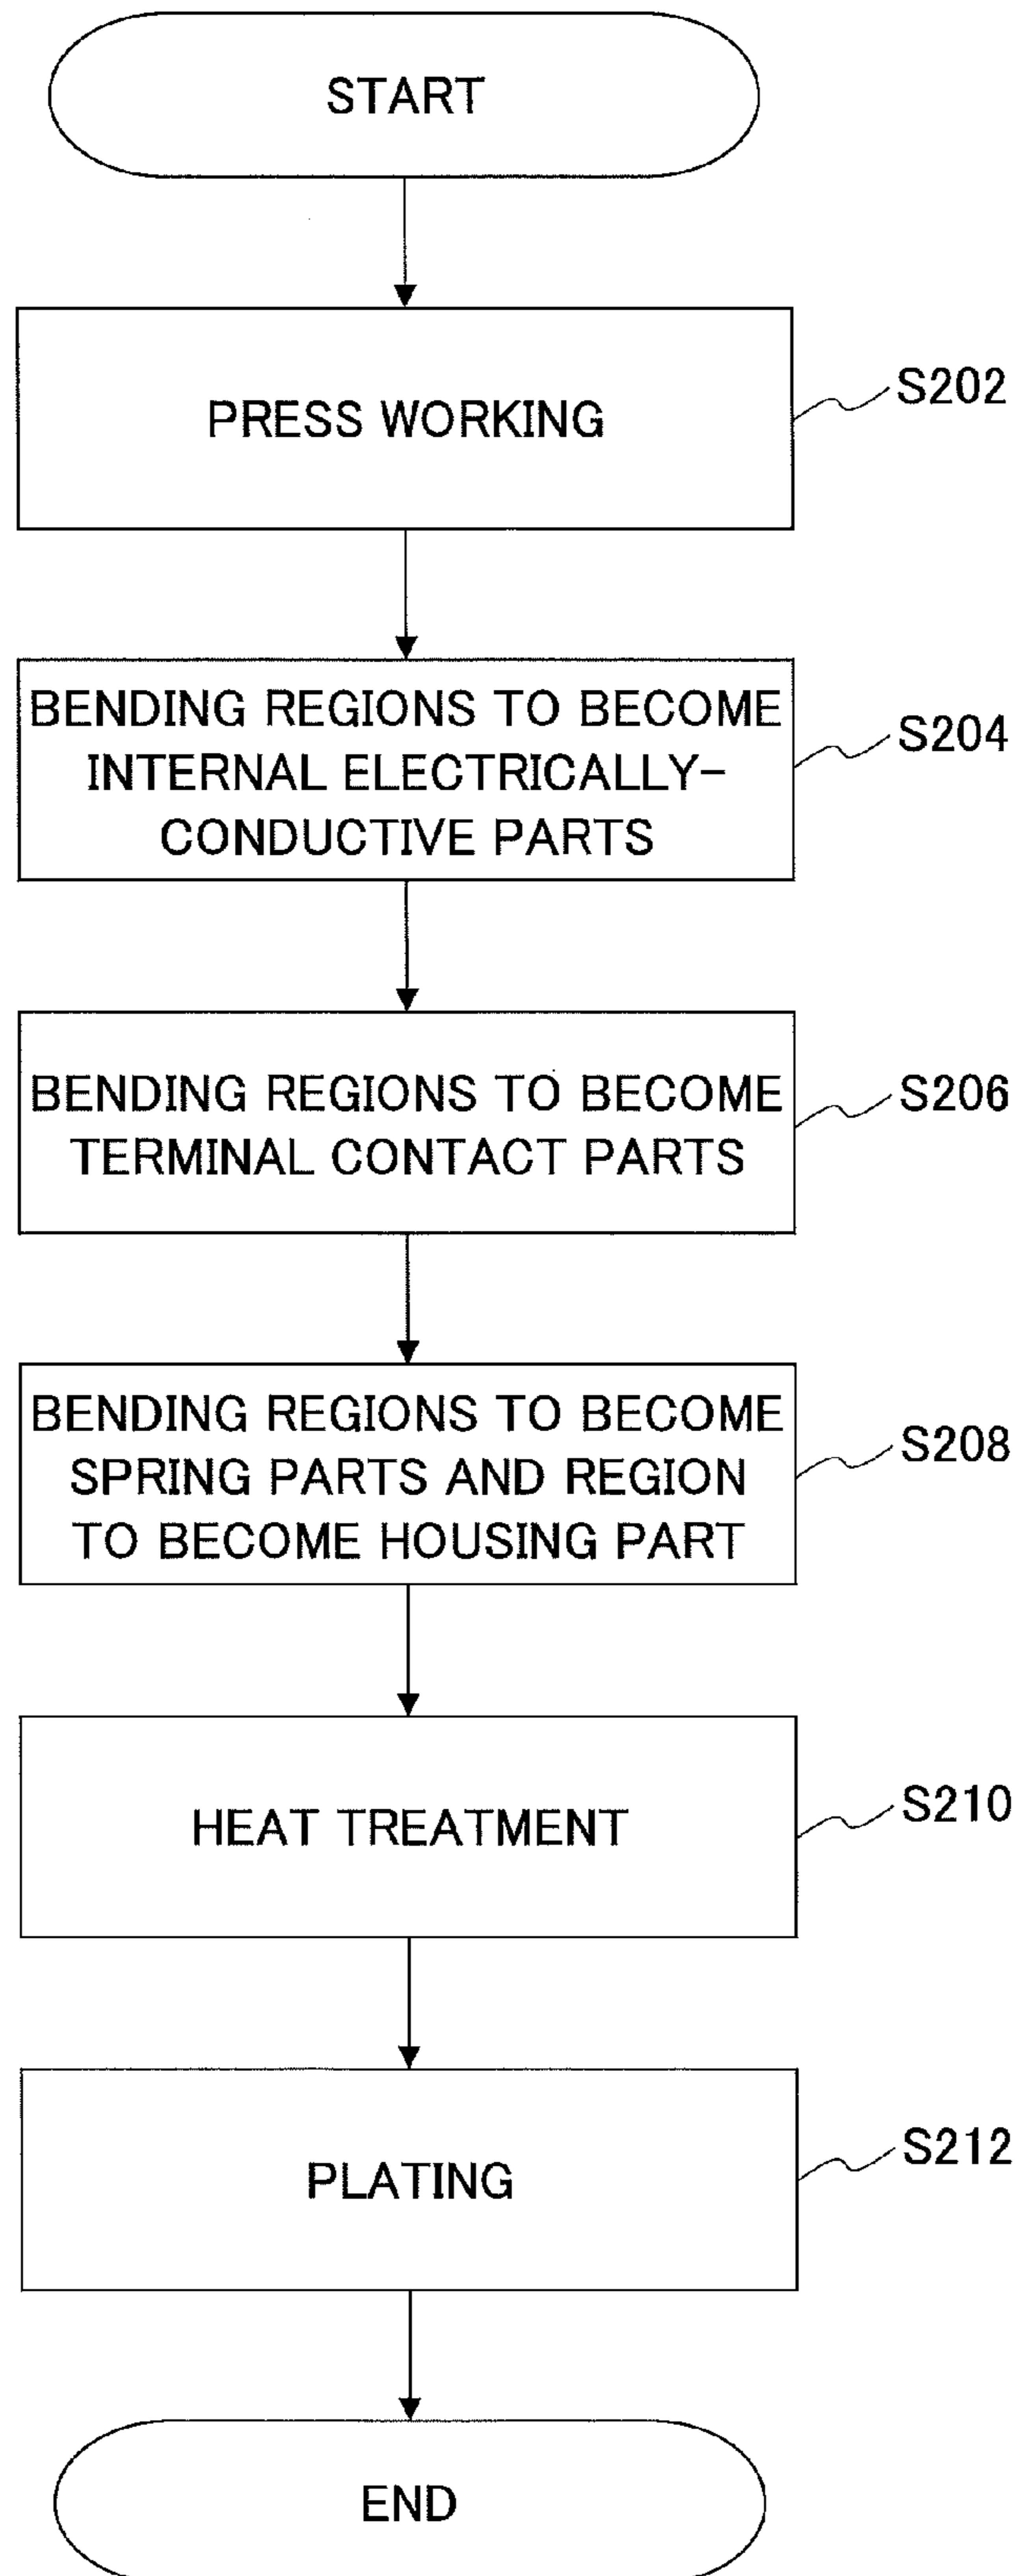 START
PRESS WORKING
S202
BENDING REGIONS TO BECOME
INTERNAL ELECTRICALLY-
CONDUCTIVE PARTS
S204
BENDING REGIONS TO BECOME
TERMINAL CONTACT PARTS
S206
BENDING REGIONS TO BECOME
SPRING PARTS AND REGION
TO BECOME HOUSING PART
S208
HEAT TREATMENT
S210
PLATING
S212
END